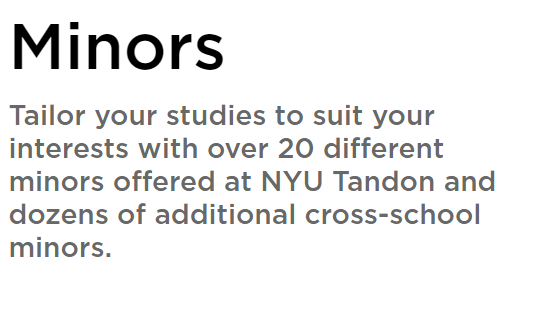 Minors
Tailor your studies to suit your
interests with over 20 different
minors offered at NYU Tandon and
dozens of additional cross-school
minors.